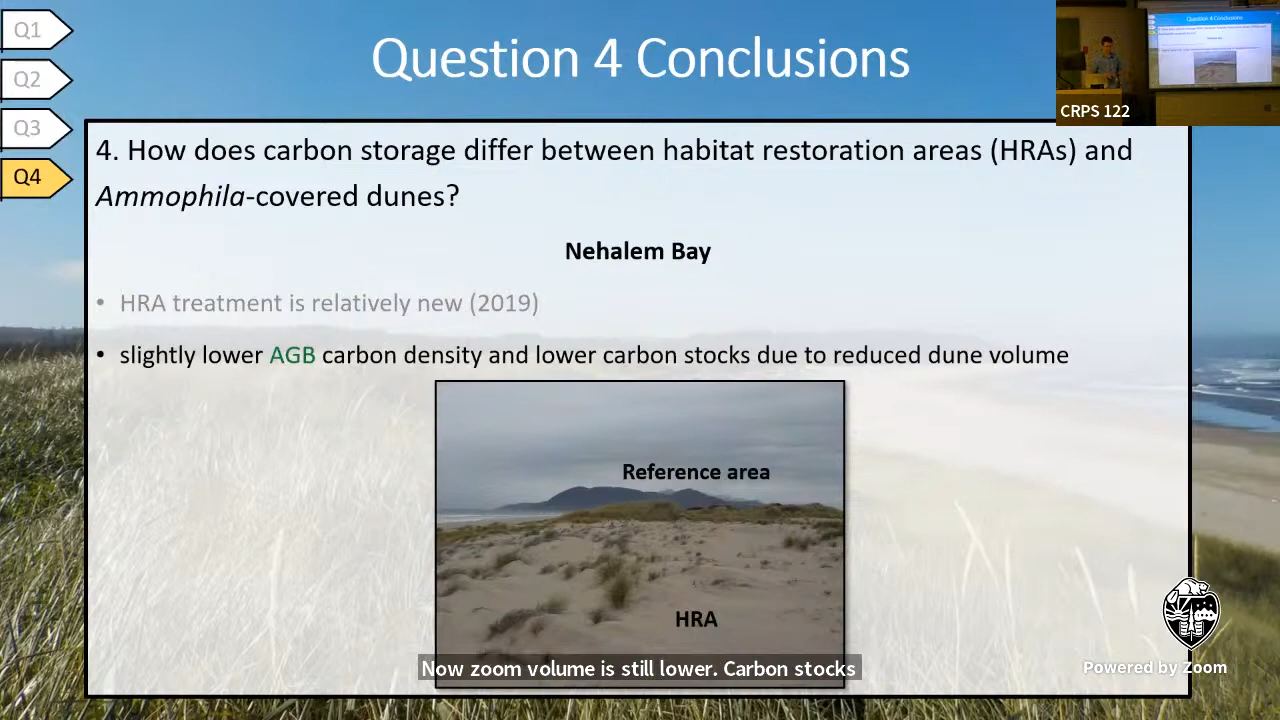 Q1
Q2
Q3
Q4
Question 4 Conclusions
CRPS 122
4. How does carbon storage differ between habitat restoration areas (HRAs) and
Ammophila-covered dunes?
Nehalem Bay
• HRA treatment is relatively new (2019)
• slightly lower AGB carbon density and lower carbon stocks due to reduced dune volume
Reference area
HRA
Now zoom volume is still lower. Carbon stocks
Powered by Zoom